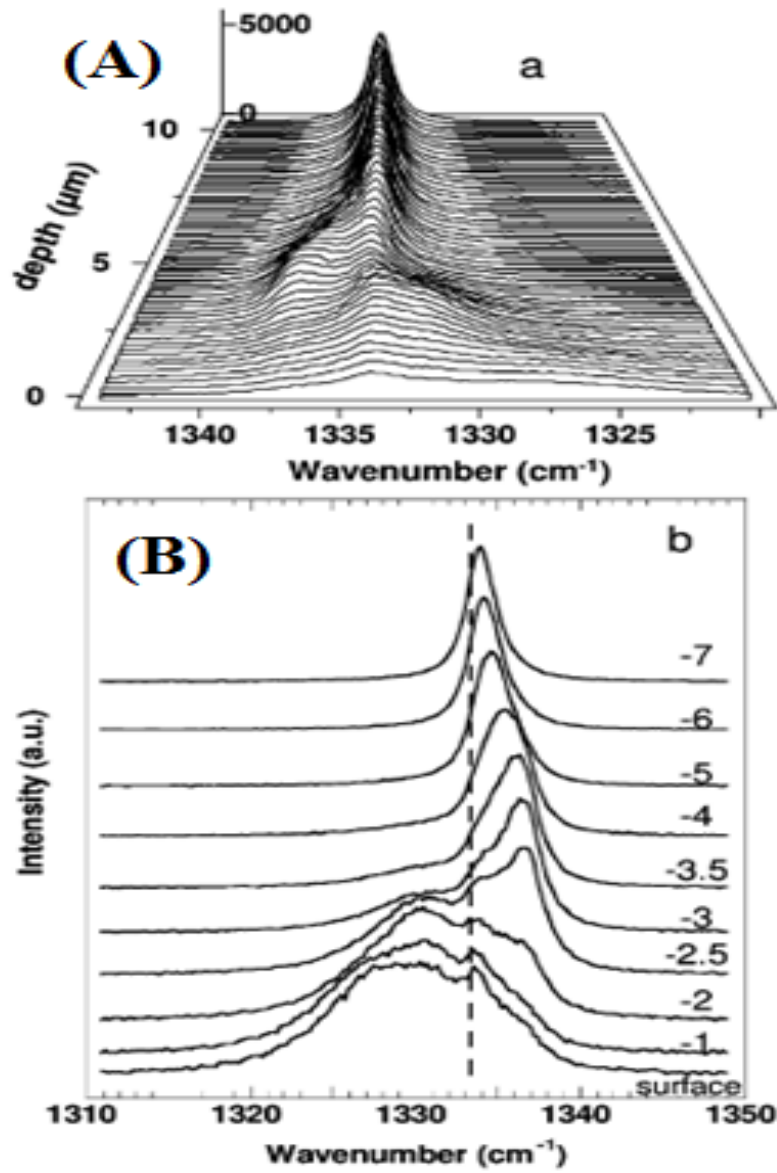 5000
(A)
a
0
10
depth (µm)
5
0
1340 1335 1330 1325
Wavenumber (cm⁻¹)
(B)
b
-7
-6
-5
-4
-3.5
-3
-2.5
-2
-1
surface
Intensity (a.u.)
1310 1320 1330 1340 1350
Wavenumber (cm⁻¹)